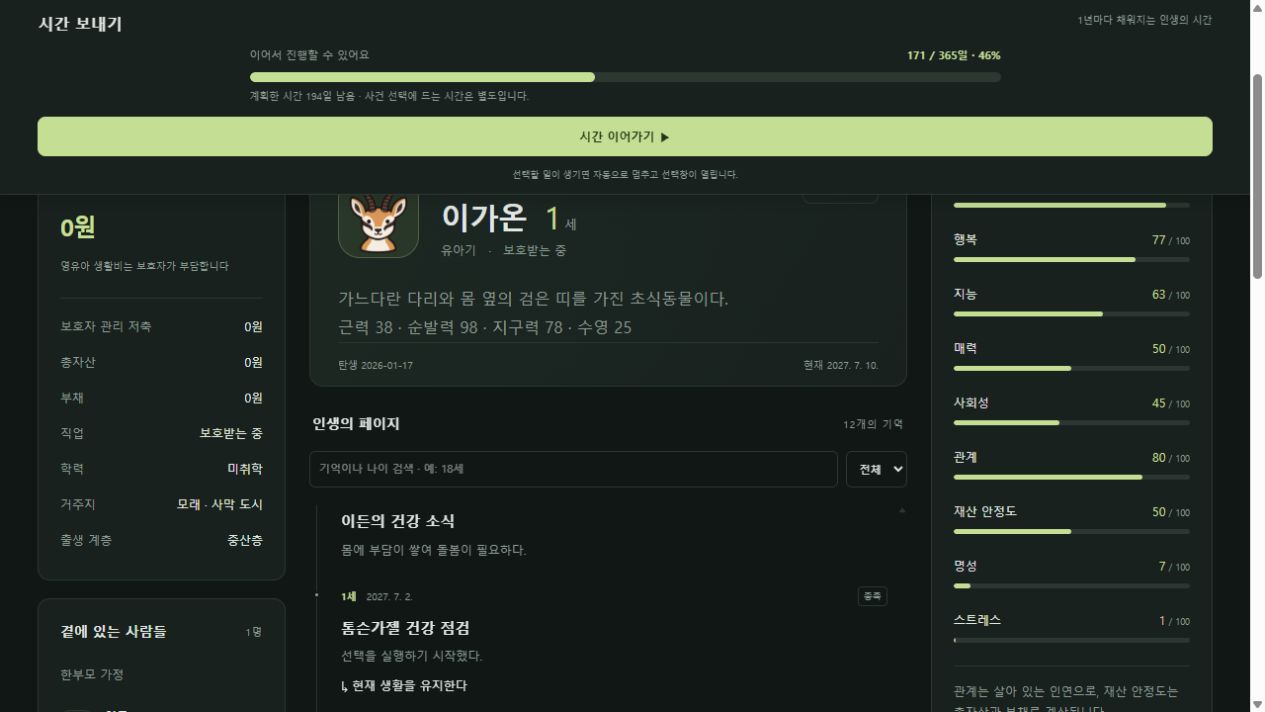 시간 보내기
1년마다 채워지는 인생의 시간
이어서 진행할 수 있어요
171 / 365일 · 46%
계획한 시간 194일 남음 · 사건 선택에 드는 시간은 별도입니다.
시간 이어가기 ▶
선택할 일이 생기면 자동으로 멈추고 선택창이 열립니다.
0원
영유아 생활비는 보호자가 부담합니다
보호자 관리 저축 0원
총자산 0원
부채 0원
직업 보호받는 중
학력 미취학
거주지 모래 · 사막 도시
출생 계층 중산층
곁에 있는 사람들 1명
한부모 가정
이가온 1 세
유아기 · 보호받는 중
가느다란 다리와 몸 옆의 검은 띠를 가진 초식동물이다.
근력 38 · 순발력 98 · 지구력 78 · 수영 25
탄생 2026-01-17
현재 2027. 7. 10.
인생의 페이지
12개의 기억
기억이나 나이 검색 · 예: 18세
전체
이든의 건강 소식
몸에 부담이 쌓여 돌봄이 필요하다.
1세 2027. 7. 2.
종족
톰슨가젤 건강 점검
선택을 실행하기 시작했다.
↳ 현재 생활을 유지한다
행복 77 / 100
지능 63 / 100
매력 50 / 100
사회성 45 / 100
관계 80 / 100
재산 안정도 50 / 100
명성 7 / 100
스트레스 1 / 100
관계는 살아 있는 인연으로, 재산 안정도는